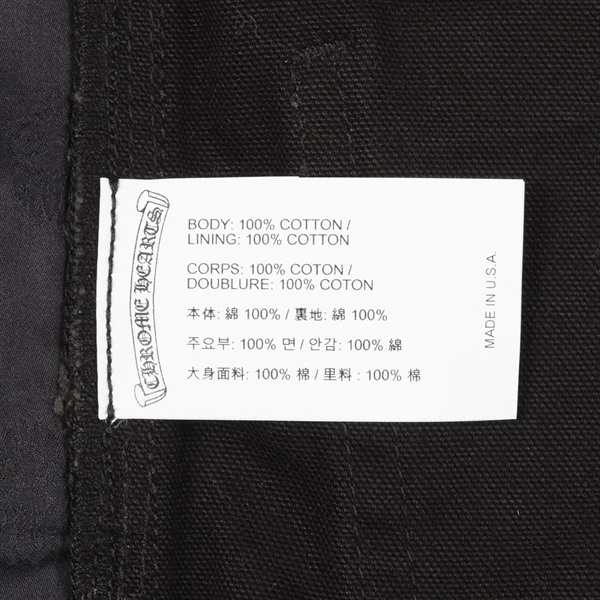 CHROME HEARTS
BODY: 100% COTTON /
LINING: 100% COTTON
CORPS: 100% COTON /
DOUBLURE: 100% COTON
本体: 綿 100% / 裏地: 綿 100%
주요부: 100% 면 / 안감: 100% 綿
大身面料: 100% 棉 / 里料 : 100% 棉
MADE IN U.S.A.